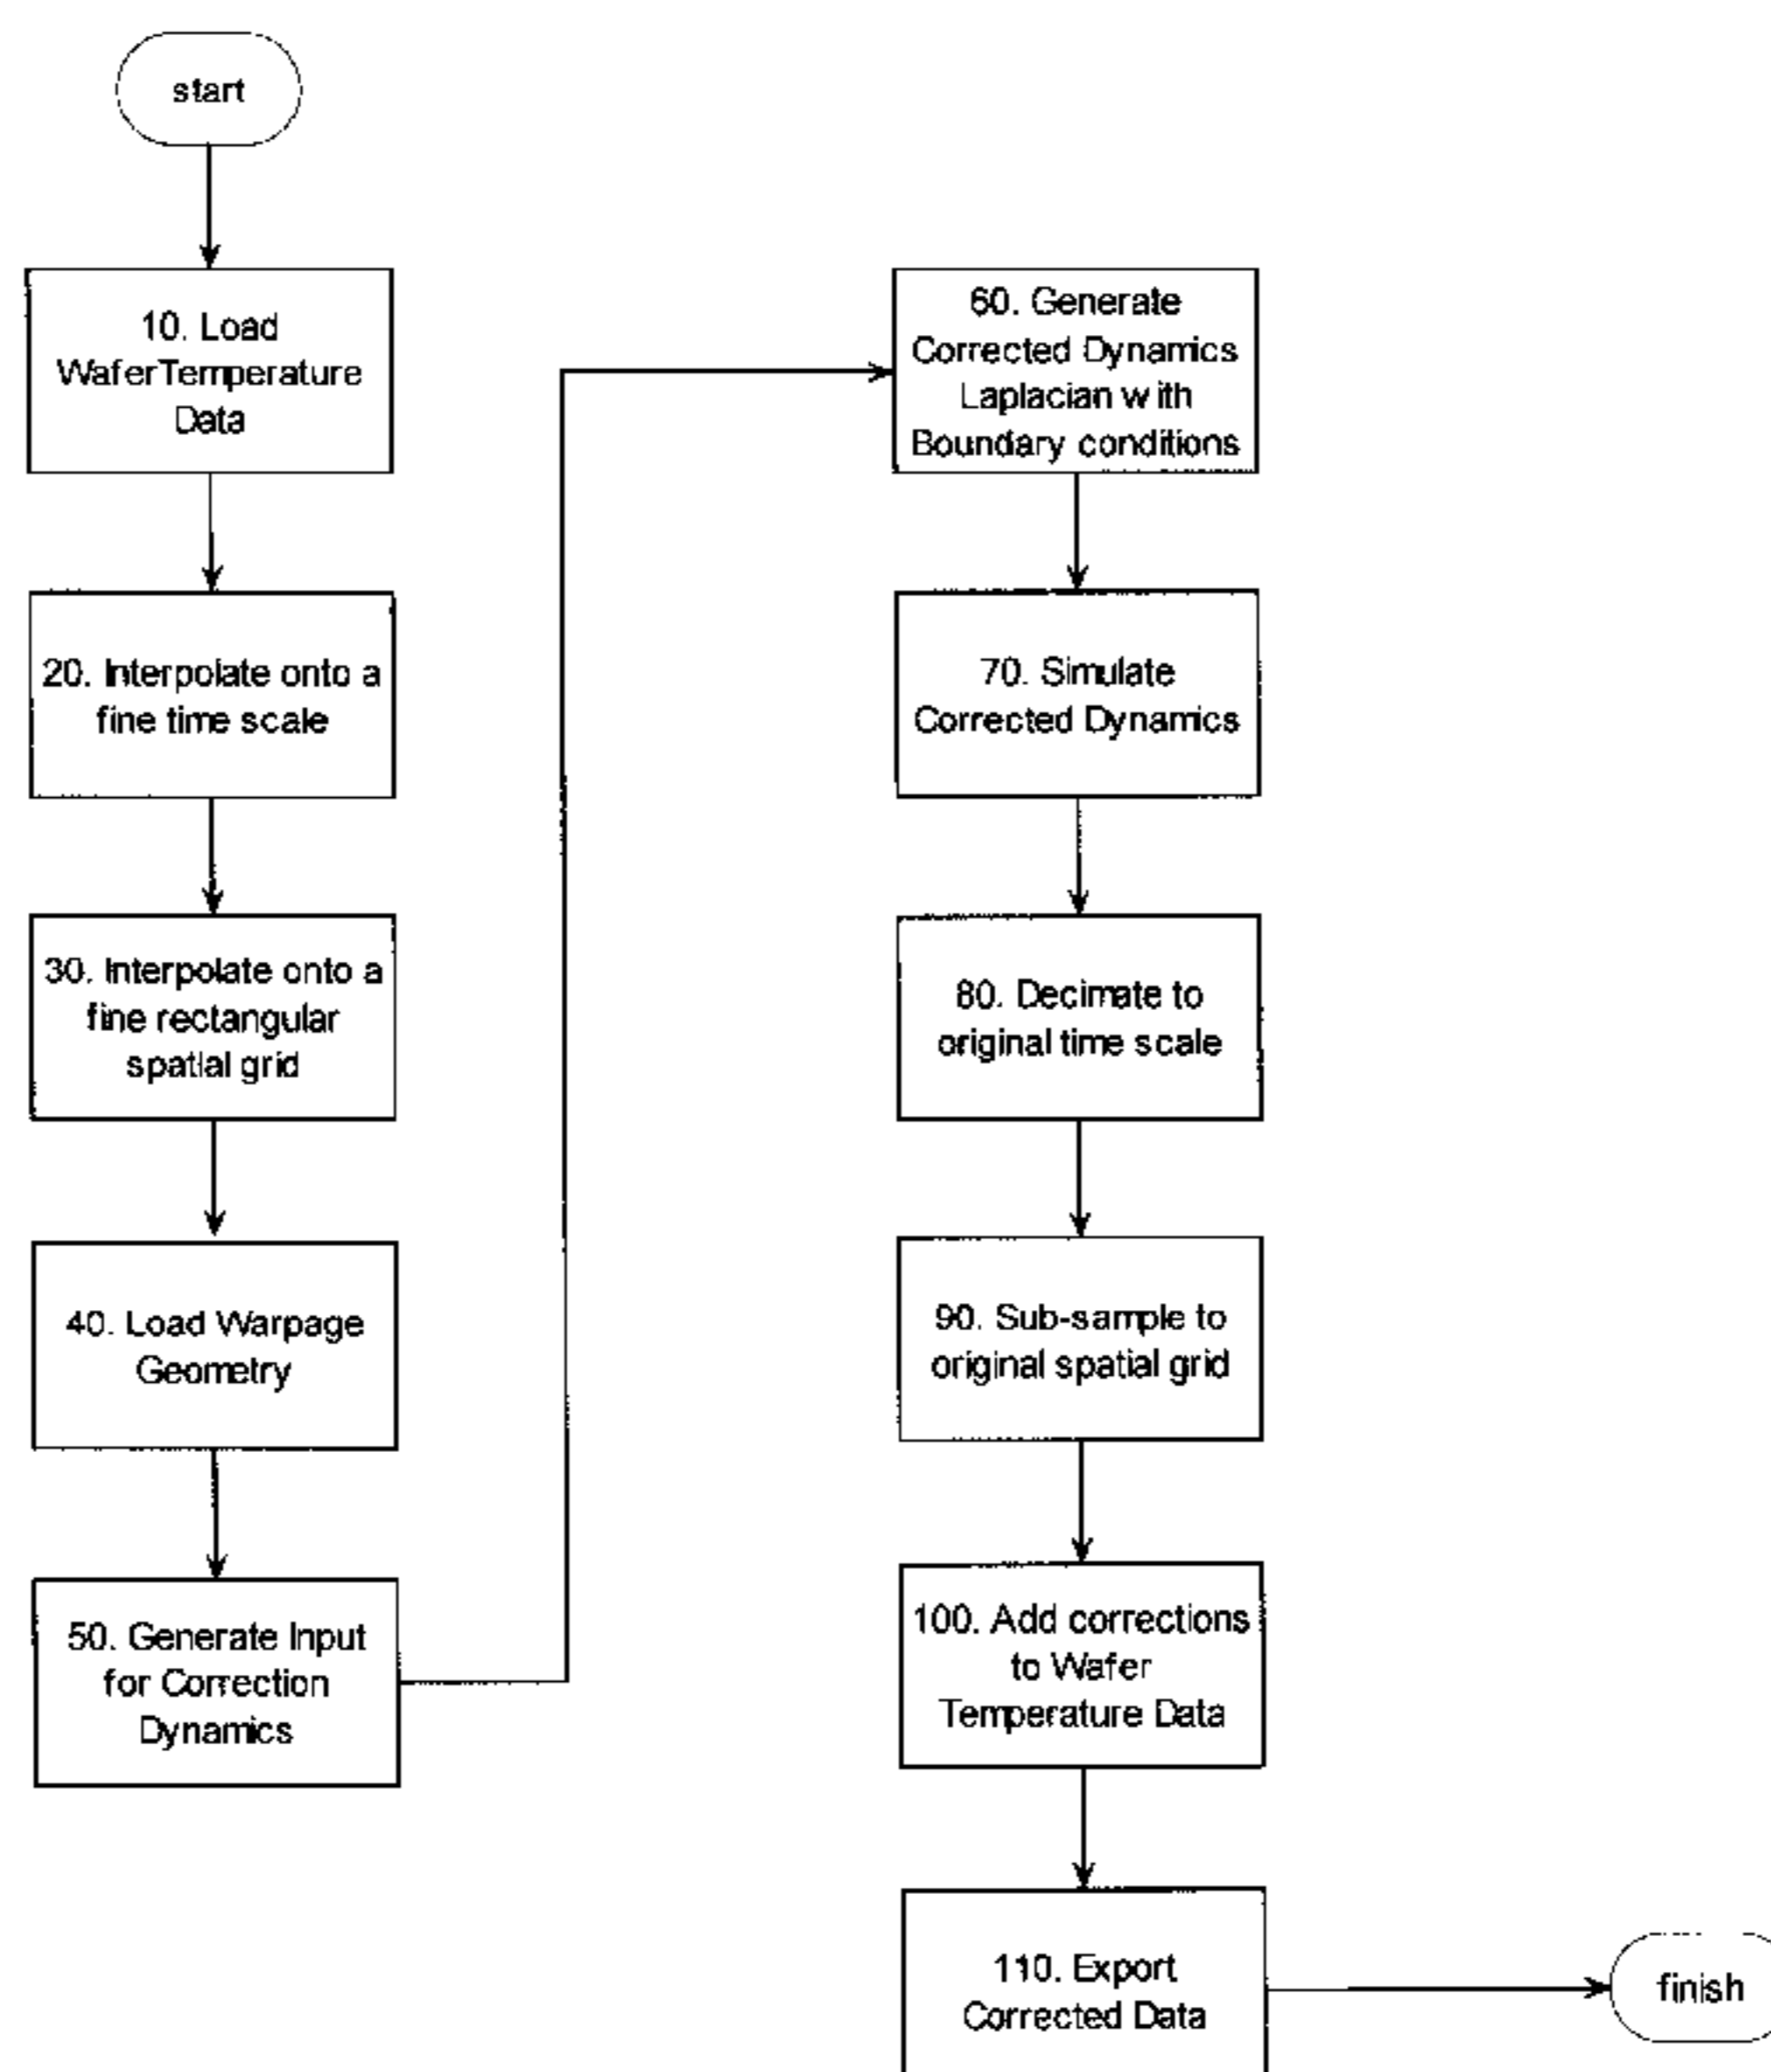 start
10. Load
WaferTemperature
Data
20. Interpolate onto a
fine time scale
30. Interpolate onto a
fine rectangular
spatial grid
40. Load Warpage
Geometry
50. Generate Input
for Correction
Dynamics
60. Generate
Corrected Dynamics
Laplacian with
Boundary conditions
70. Simulate
Corrected Dynamics
80. Decimate to
original time scale
90. Sub-sample to
original spatial grid
100. Add corrections
to Wafer
Temperature Data
110. Export
Corrected Data
finish